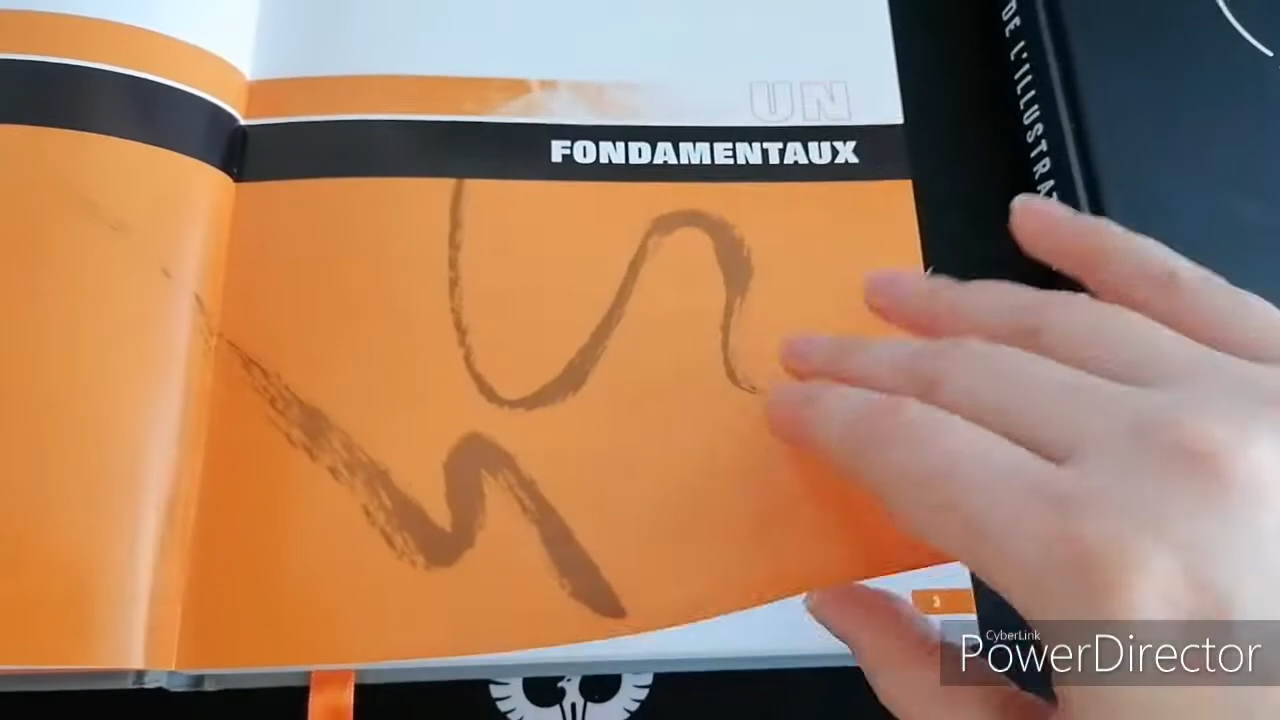 UN
FONDAMENTAUX
DE L'ILLUSTRA
3
CyberLink
PowerDirector